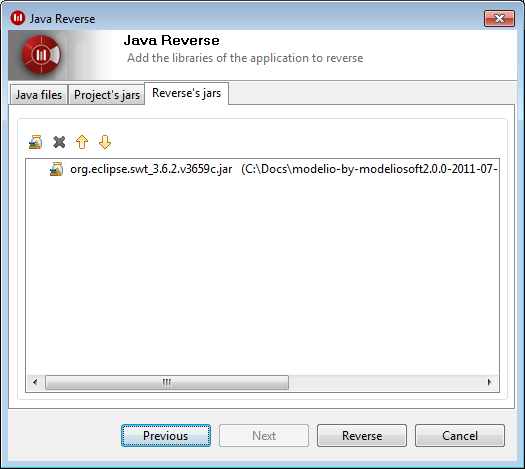 Java Reverse
Java Reverse
Add the libraries of the application to reverse
Java files Project's jars Reverse's jars
org.eclipse.swt_3.6.2.v3659c.jar (C:\Docs\modelio-by-modeliosoft2.0.0-2011-07-
Previous Next Reverse Cancel